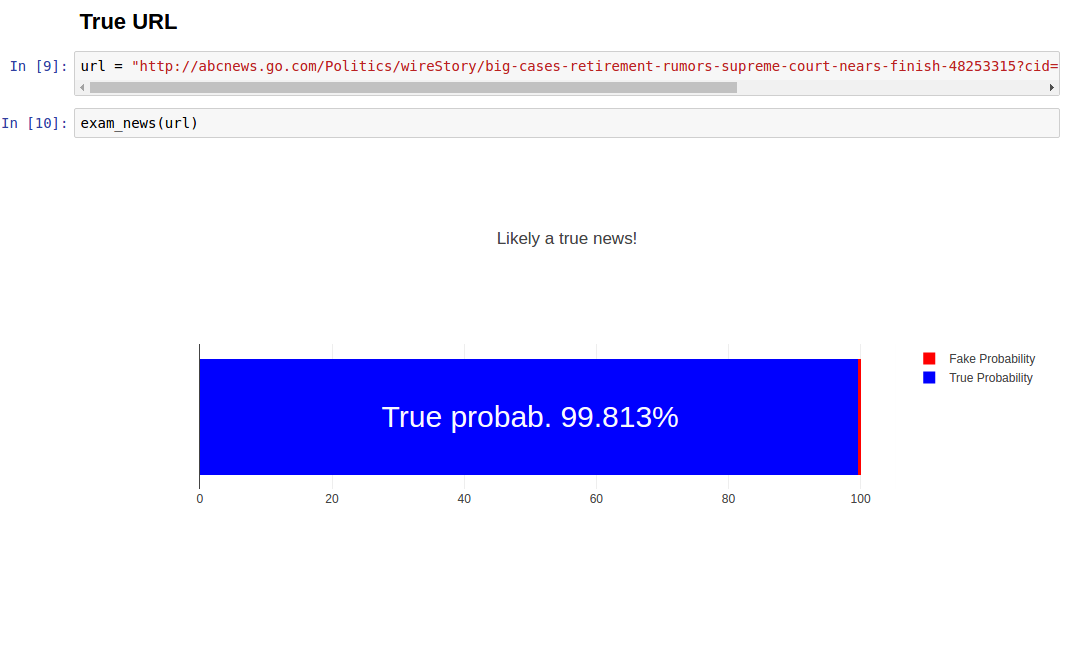 True URL
In [9]: url = "http://abcnews.go.com/Politics/wireStory/big-cases-retirement-rumors-supreme-court-nears-finish-48253315?cid=
In [10]: exam_news(url)
Likely a true news!
Fake Probability
True Probability
True probab. 99.813%
0 20 40 60 80 100